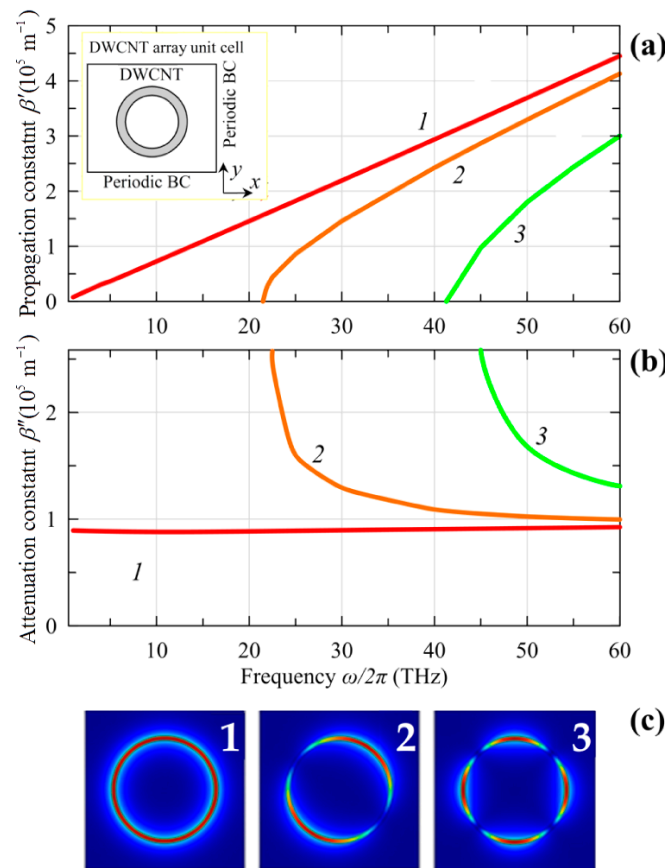 (a)
DWCNT array unit cell
DWCNT
Periodic BC
Periodic BC
y
x
Propagation constatnt β′(10⁵ m⁻¹)
5
4
3
2
1
0
1
2
3
10 20 30 40 50 60
(b)
Attenuation constatnt β″(10⁵ m⁻¹)
2
1
0
2
3
1
10 20 30 40 50 60
Frequency ω/2π (THz)
(c)
1 2 3